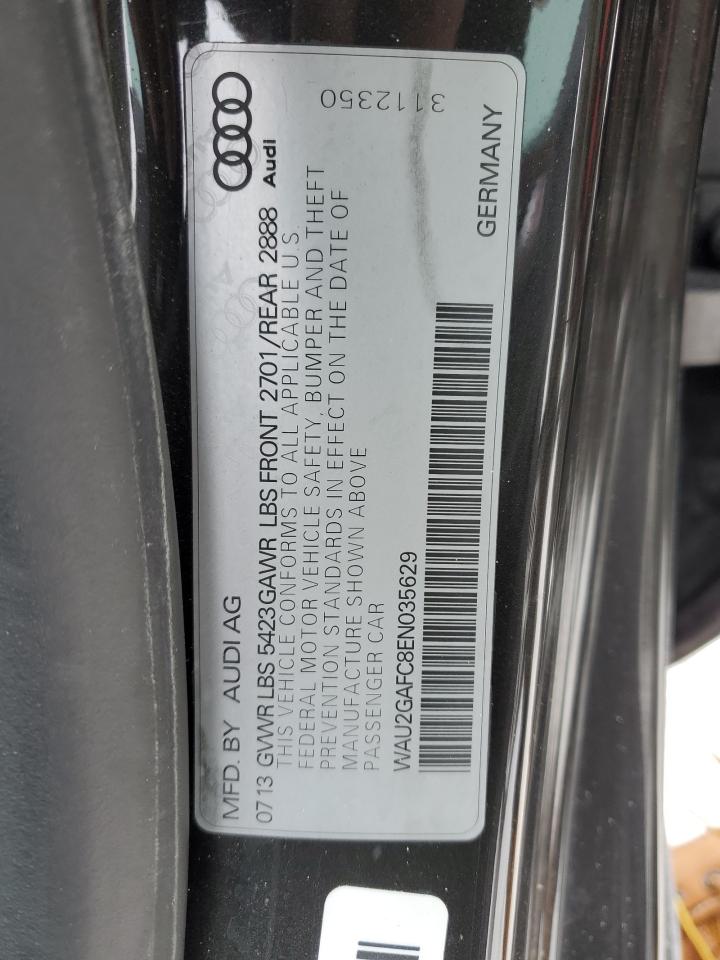 MFD. BY AUDI AG
Audi
0713 GVWR LBS 5423 GAWR LBS FRONT 2701/REAR 2888
THIS VEHICLE CONFORMS TO ALL APPLICABLE U.S.
FEDERAL MOTOR VEHICLE SAFETY, BUMPER AND THEFT
PREVENTION STANDARDS IN EFFECT ON THE DATE OF
MANUFACTURE SHOWN ABOVE
PASSENGER CAR
WAU2GAFC8EN035629
GERMANY
3112350